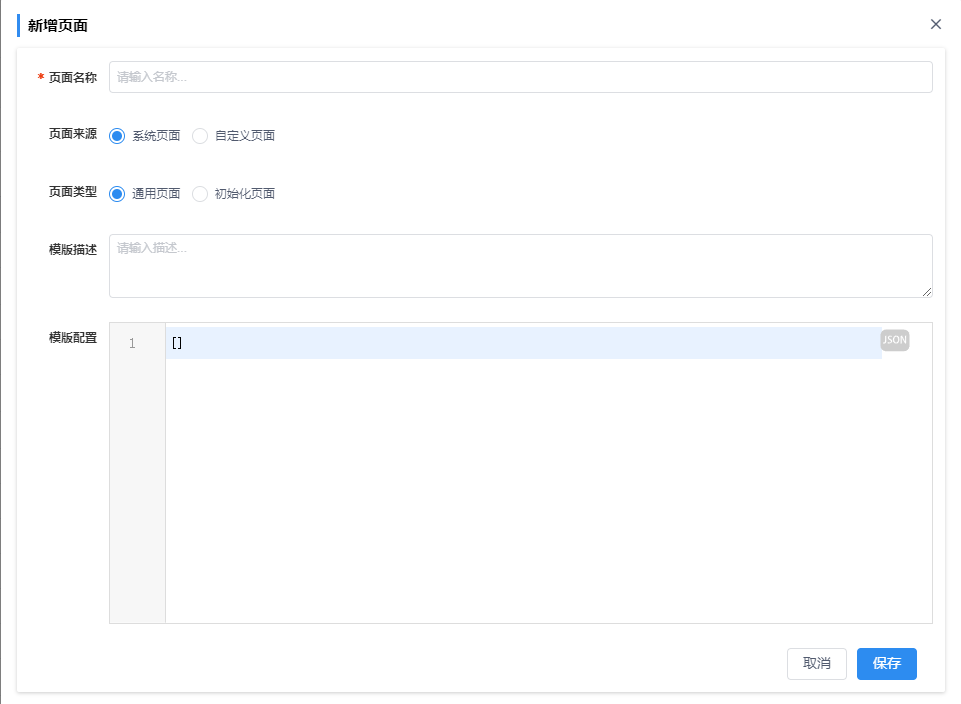 新增页面
* 页面名称 请输入名称...
页面来源 系统页面 自定义页面
页面类型 通用页面 初始化页面
模版描述 请输入描述...
模版配置 1 [] JSON
取消 保存